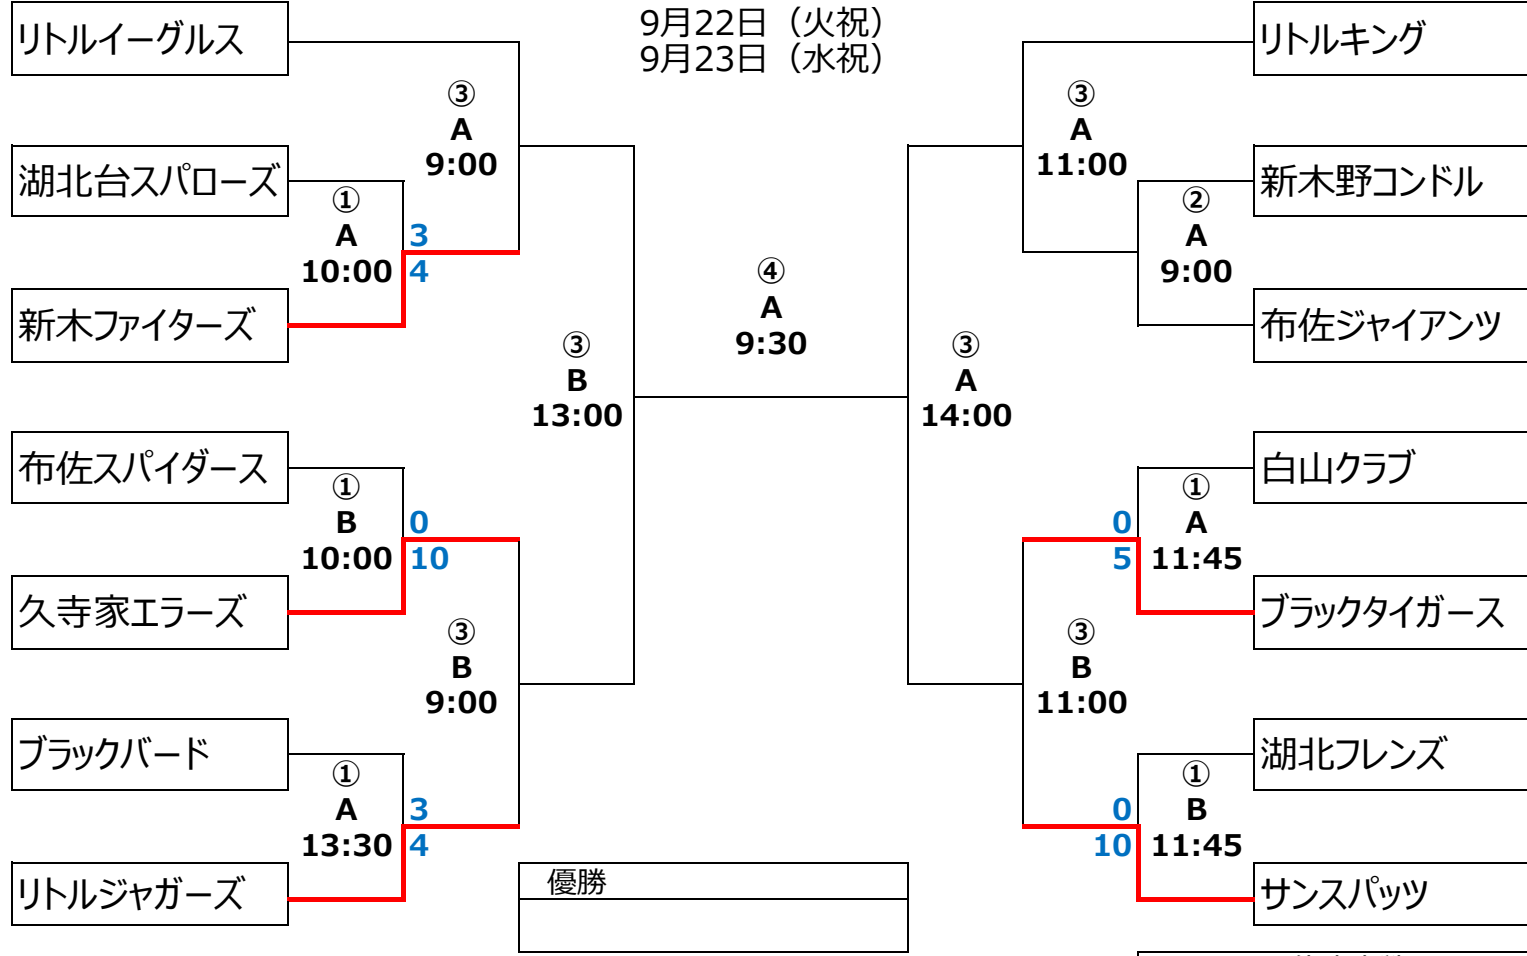 9月22日（火祝）
9月23日（水祝）
リトルイーグルス
③
A
9:00
湖北台スパローズ
①
A
10:00
3
4
新木ファイターズ
③
B
13:00
布佐スパイダース
①
B
10:00
0
10
久寺家エラーズ
③
B
9:00
ブラックバード
①
A
13:30
3
4
リトルジャガーズ
④
A
9:30
優勝
リトルキング
③
A
11:00
新木野コンドル
②
A
9:00
布佐ジャイアンツ
③
A
14:00
白山クラブ
①
A
11:45
0
5
ブラックタイガース
③
B
11:00
湖北フレンズ
①
B
11:45
0
10
サンスパッツ